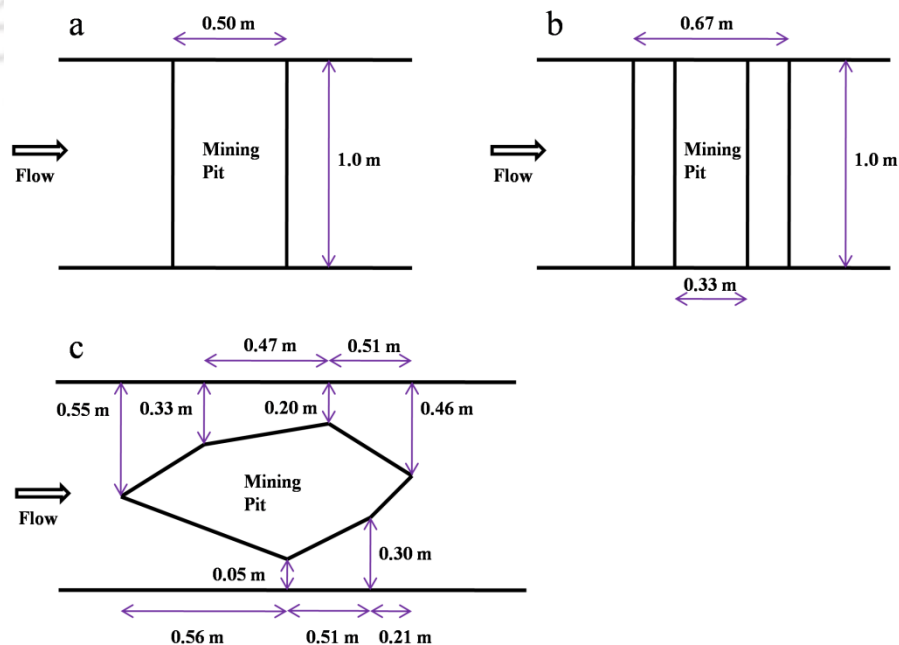 a
0.50 m
Mining
Pit
1.0 m
Flow
b
0.67 m
Mining
Pit
1.0 m
Flow
0.33 m
c
0.47 m
0.51 m
0.55 m
0.33 m
0.20 m
0.46 m
Mining
Pit
Flow
0.30 m
0.05 m
0.56 m
0.51 m
0.21 m